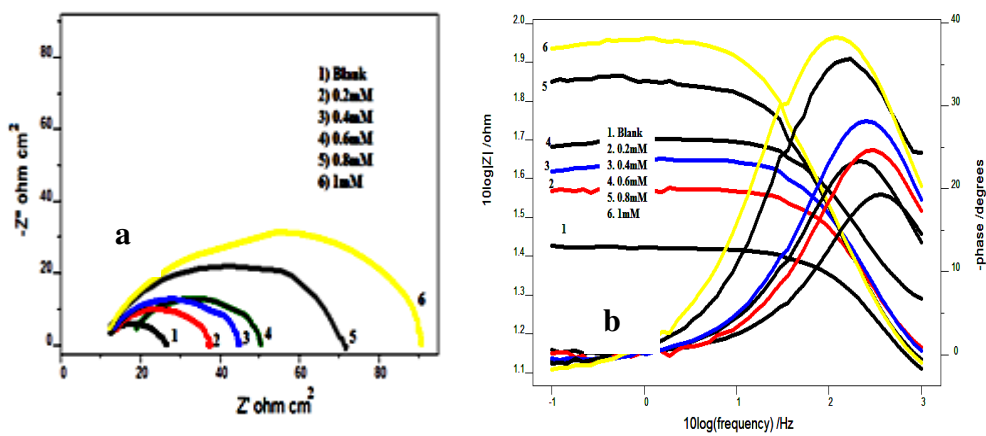 80
60
40
20
0
-Z" ohm cm²
a
1) Blank
2) 0.2mM
3) 0.4mM
4) 0.6mM
5) 0.8mM
6) 1mM
1
2
3
4
5
6
0
20
40
60
80
Z' ohm cm²
2.0
1.9
1.8
1.7
1.6
1.5
1.4
1.3
1.2
1.1
10log|Z| /ohm
6
5
4
3
2
1
1. Blank
2. 0.2mM
3. 0.4mM
4. 0.6mM
5. 0.8mM
6. 1mM
b
40
30
20
10
0
-phase /degrees
-1
0
1
2
3
10log(frequency) /Hz